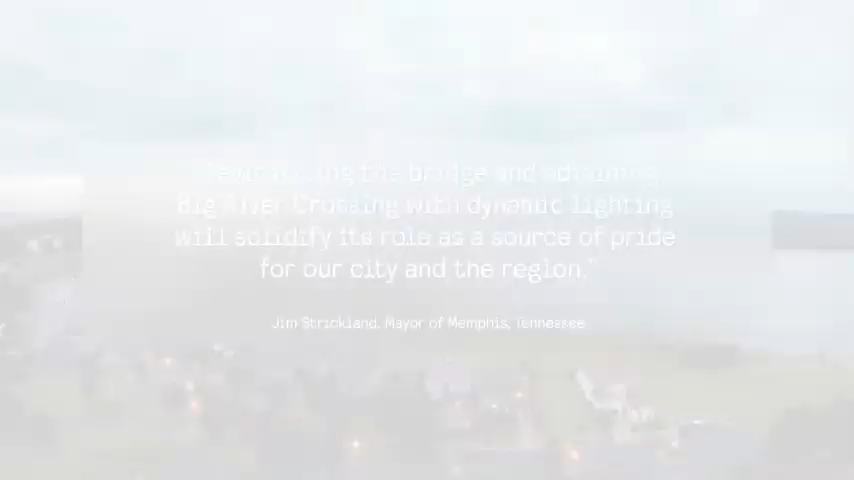 the bridge and
Big River Crossing with dynamic lighting
will solidify its role as a source of pride
for our city and the region."
Jim Strickland, Mayor of Memphis, Tennessee